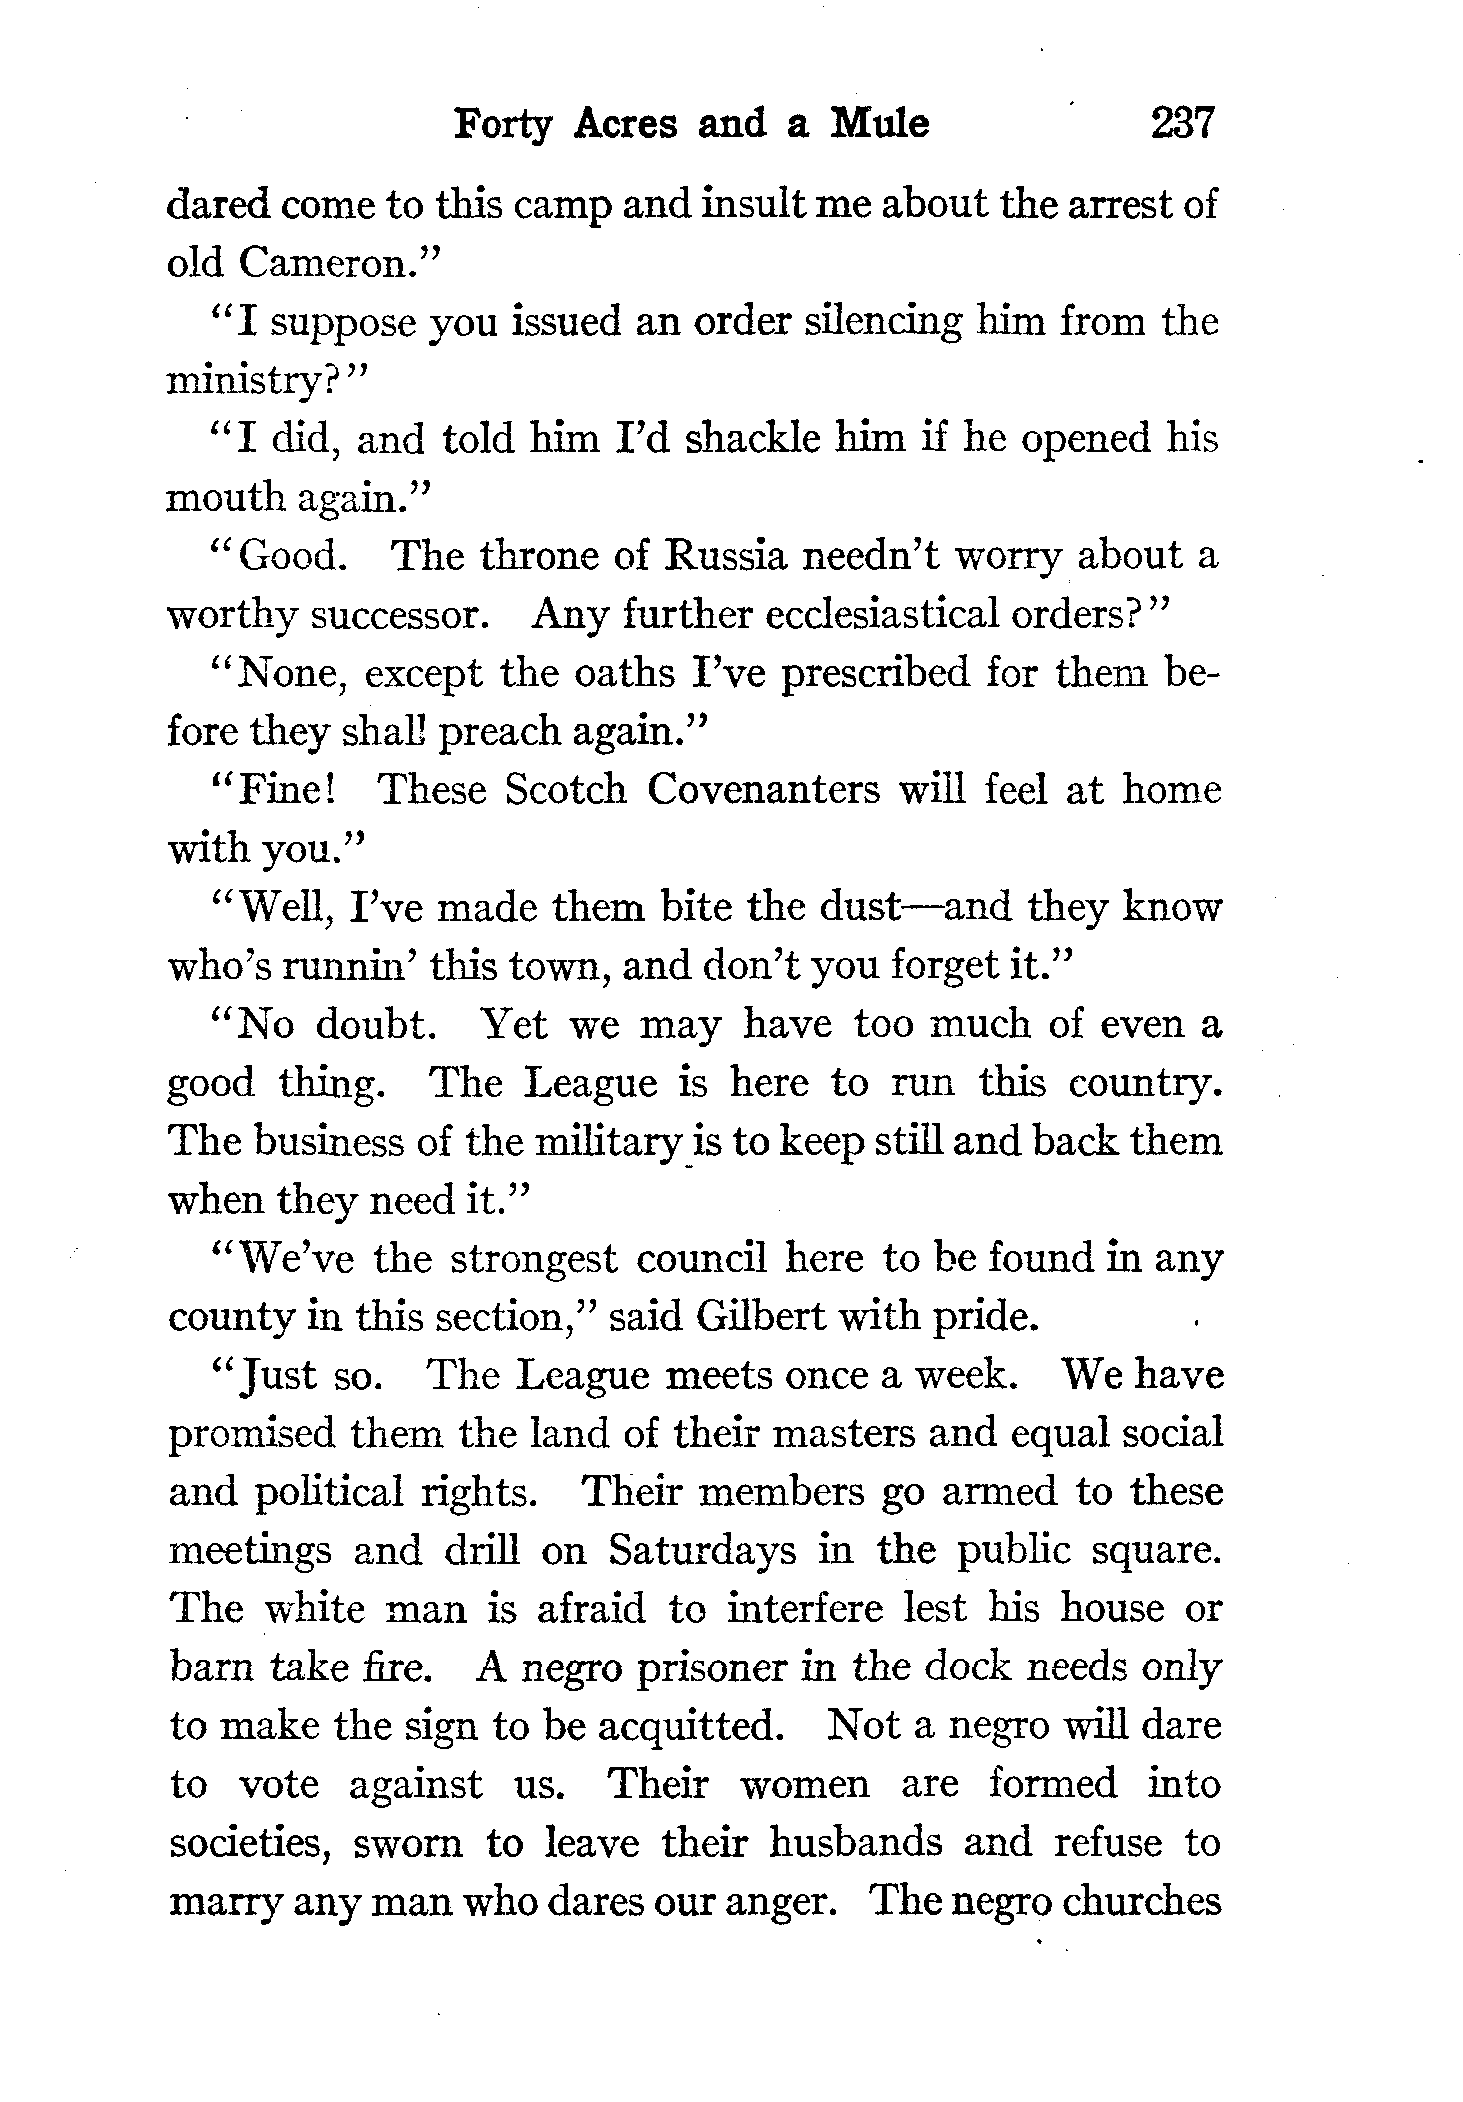 Forty Acres and a Mule 237
dared come to this camp and insult me about the arrest of
old Cameron."
"I suppose you issued an order silencing him from the
ministry?"
"I did, and told him I'd shackle him if he opened his
mouth again."
"Good. The throne of Russia needn't worry about a
worthy successor. Any further ecclesiastical orders?"
"None, except the oaths I've prescribed for them be-
fore they shall preach again."
"Fine! These Scotch Covenanters will feel at home
with you."
"Well, I've made them bite the dust—and they know
who's runnin' this town, and don't you forget it."
"No doubt. Yet we may have too much of even a
good thing. The League is here to run this country.
The business of the military is to keep still and back them
when they need it."
"We've the strongest council here to be found in any
county in this section," said Gilbert with pride.
"Just so. The League meets once a week. We have
promised them the land of their masters and equal social
and political rights. Their members go armed to these
meetings and drill on Saturdays in the public square.
The white man is afraid to interfere lest his house or
barn take fire. A negro prisoner in the dock needs only
to make the sign to be acquitted. Not a negro will dare
to vote against us. Their women are formed into
societies, sworn to leave their husbands and refuse to
marry any man who dares our anger. The negro churches